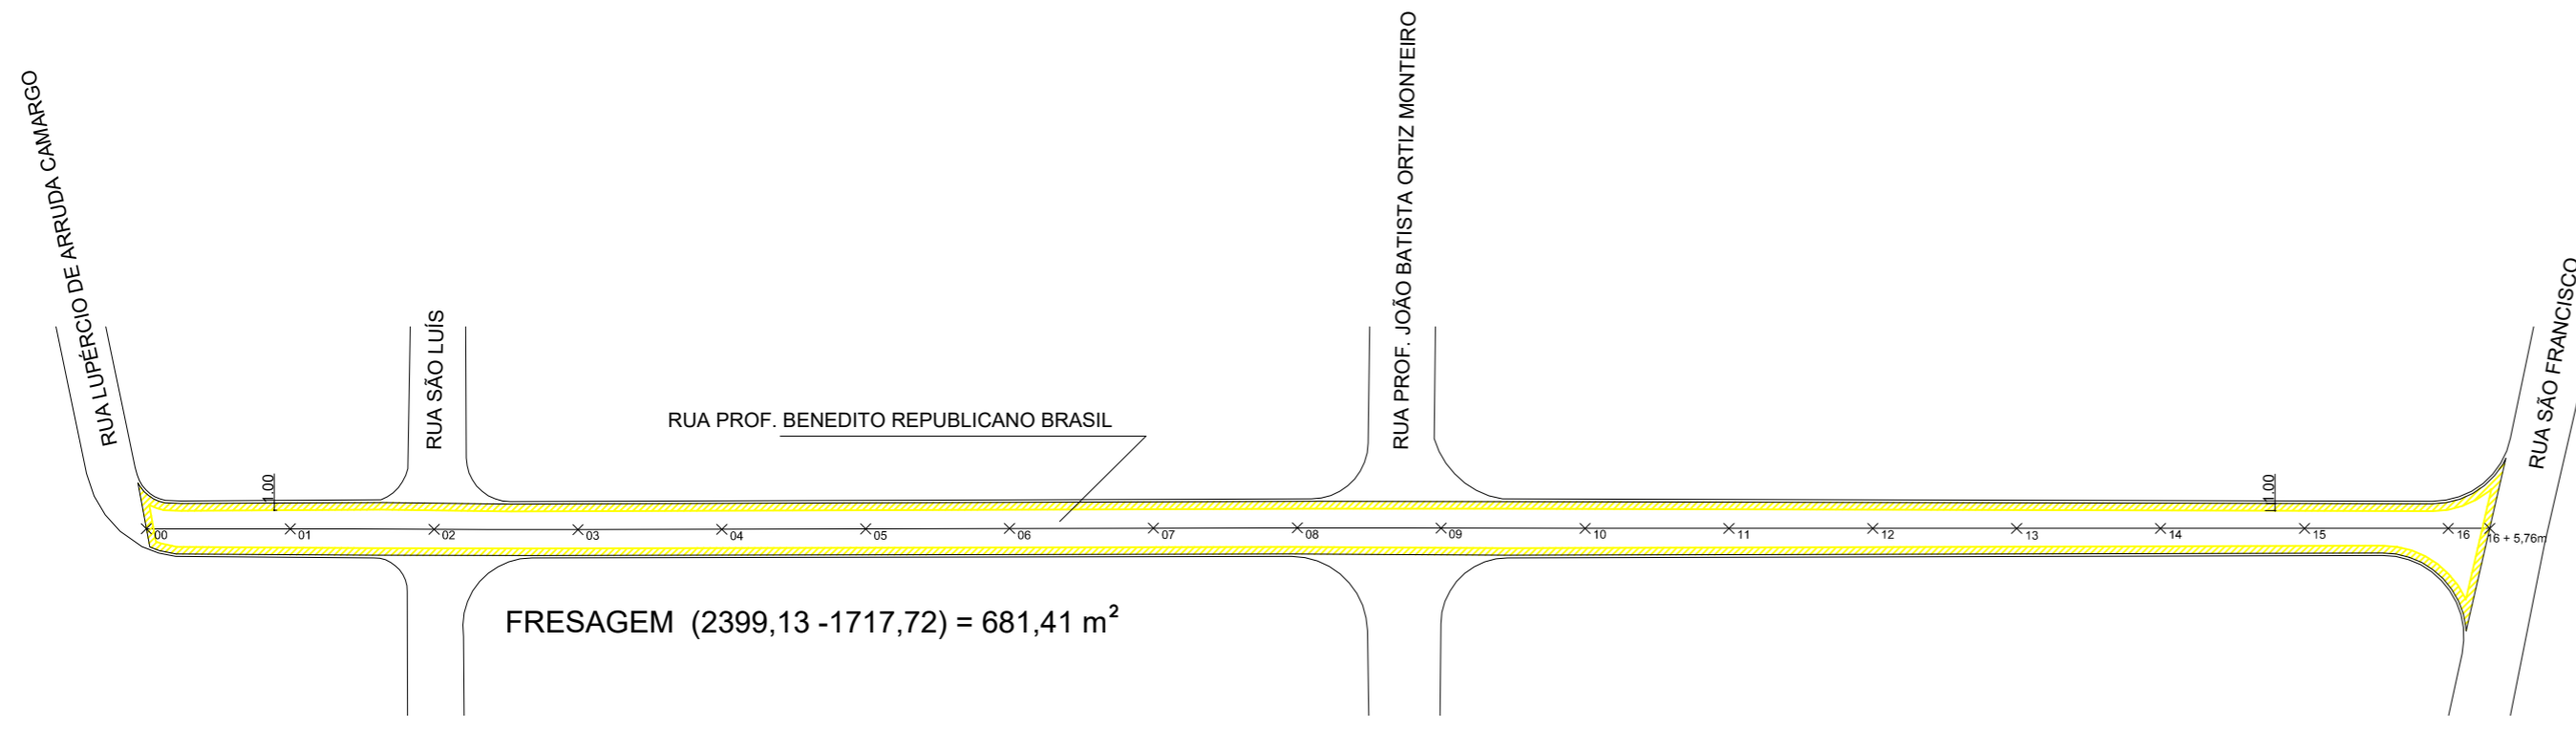 RUA LUPÉRCIO DE ARRUDA CAMARGO
RUA SÃO LUÍS
RUA PROF. BENEDITO REPUBLICANO BRASIL
RUA PROF. JOÃO BATISTA ORTIZ MONTEIRO
RUA SÃO FRANCISCO
1.00
1.00
00
01
02
03
04
05
06
07
08
09
10
11
12
13
14
15
16
16 + 5,76m
FRESAGEM (2399,13 -1717,72) = 681,41 m²